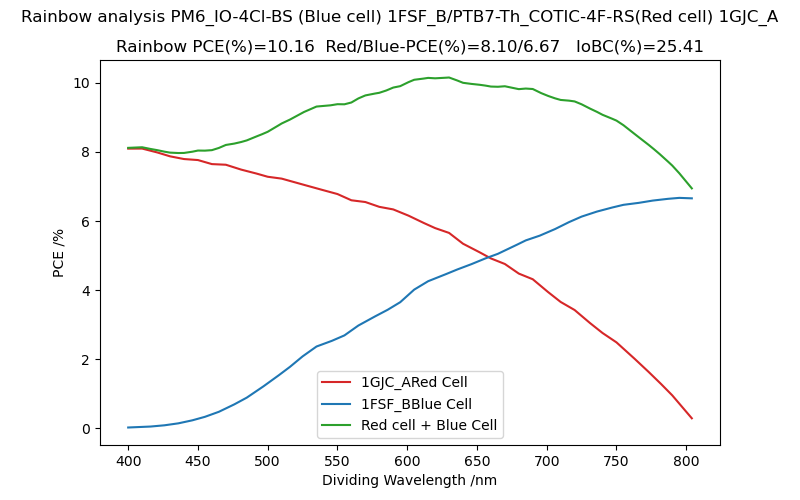 Rainbow analysis PM6_IO-4Cl-BS (Blue cell) 1FSF_B/PTB7-Th_COTIC-4F-RS(Red cell) 1GJC_A
Rainbow PCE(%)=10.16  Red/Blue-PCE(%)=8.10/6.67   IoBC(%)=25.41
PCE /%
10
8
6
4
2
0
1GJC_ARed Cell
1FSF_BBlue Cell
Red cell + Blue Cell
400 450 500 550 600 650 700 750 800
Dividing Wavelength /nm